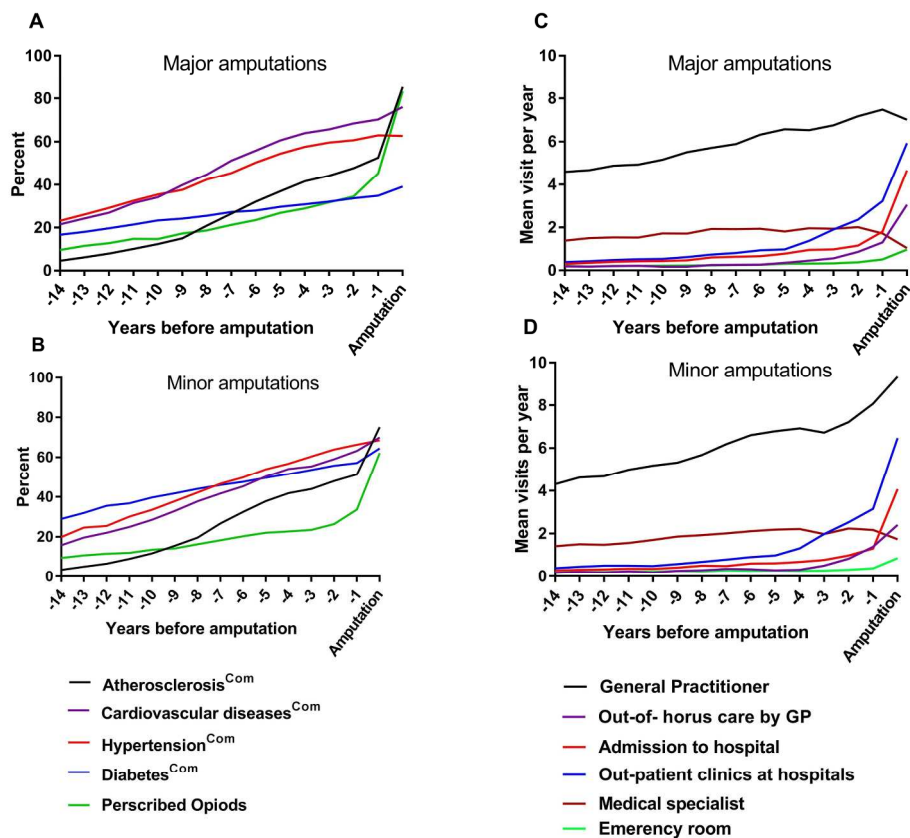 A
Major amputations
Percent
100
80
60
40
20
0
-14 -13 -12 -11 -10 -9 -8 -7 -6 -5 -4 -3 -2 -1 Amputation
Years before amputation
B
Minor amputations
Percent
100
80
60
40
20
0
-14 -13 -12 -11 -10 -9 -8 -7 -6 -5 -4 -3 -2 -1 Amputation
Years before amputation
Atherosclerosis^Com
Cardiovascular diseases^Com
Hypertension^Com
Diabetes^Com
Perscribed Opiods
C
Major amputations
Mean visit per year
10
8
6
4
2
0
-14 -13 -12 -11 -10 -9 -8 -7 -6 -5 -4 -3 -2 -1 Amputation
Years before amputation
D
Minor amputations
Mean visits per year
10
8
6
4
2
0
-14 -13 -12 -11 -10 -9 -8 -7 -6 -5 -4 -3 -2 -1 Amputation
Years before amputation
General Practitioner
Out-of- horus care by GP
Admission to hospital
Out-patient clinics at hospitals
Medical specialist
Emerency room